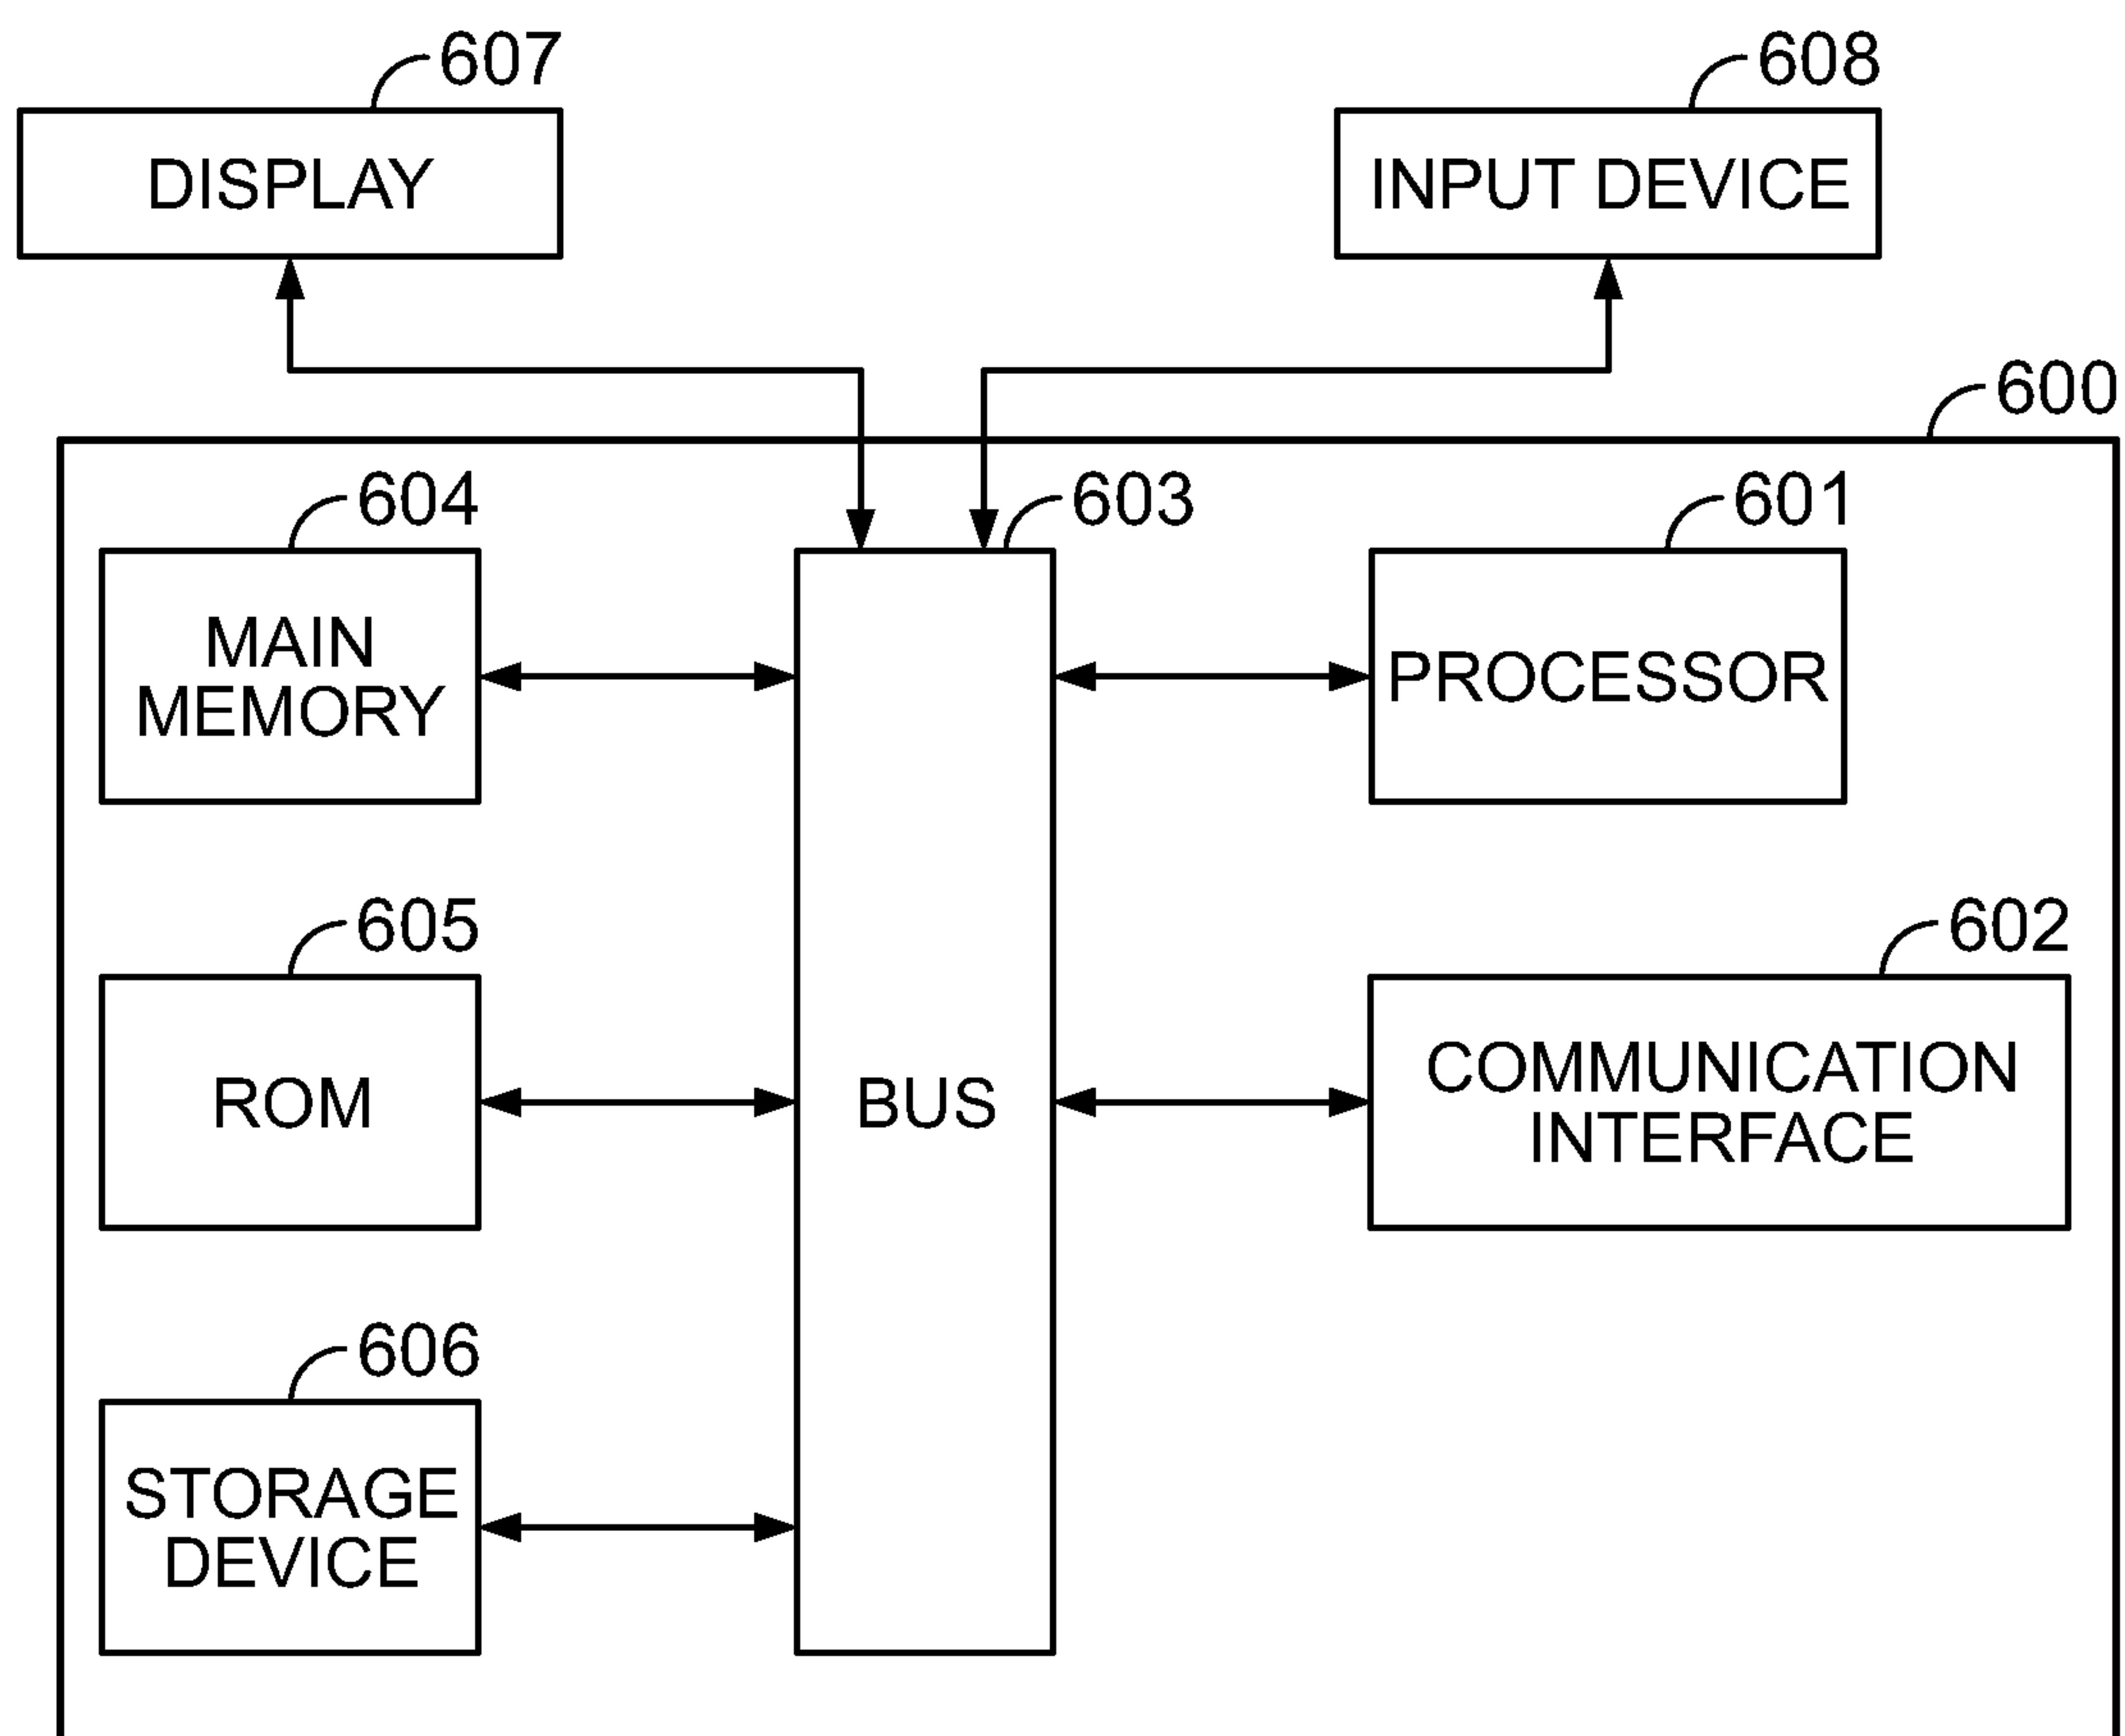 607
608
DISPLAY
INPUT DEVICE
600
604
603
601
MAIN
MEMORY
PROCESSOR
605
602
ROM
BUS
COMMUNICATION
INTERFACE
606
STORAGE
DEVICE